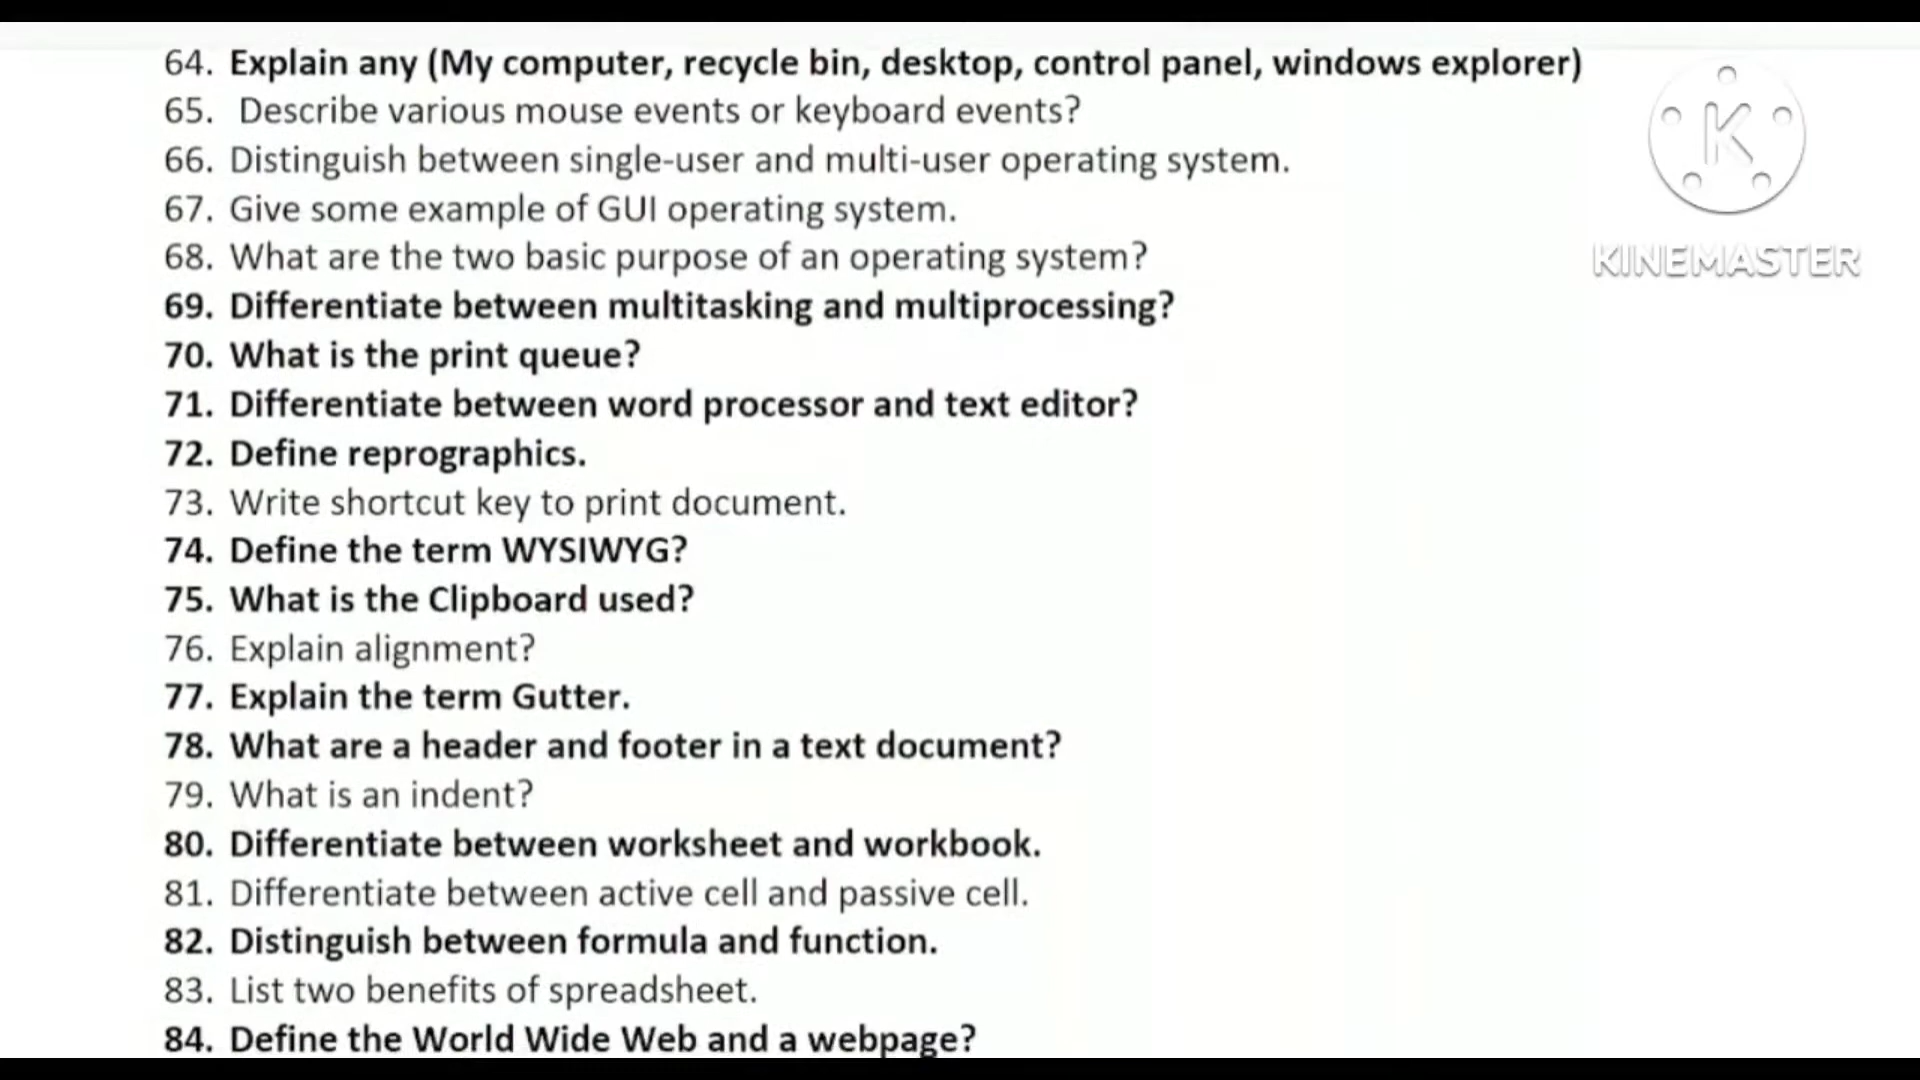 64. Explain any (My computer, recycle bin, desktop, control panel, windows explorer)
65. Describe various mouse events or keyboard events?
66. Distinguish between single-user and multi-user operating system.
67. Give some example of GUI operating system.
68. What are the two basic purpose of an operating system?
69. Differentiate between multitasking and multiprocessing?
70. What is the print queue?
71. Differentiate between word processor and text editor?
72. Define reprographics.
73. Write shortcut key to print document.
74. Define the term WYSIWYG?
75. What is the Clipboard used?
76. Explain alignment?
77. Explain the term Gutter.
78. What are a header and footer in a text document?
79. What is an indent?
80. Differentiate between worksheet and workbook.
81. Differentiate between active cell and passive cell.
82. Distinguish between formula and function.
83. List two benefits of spreadsheet.
84. Define the World Wide Web and a webpage?
K
KINEMASTER